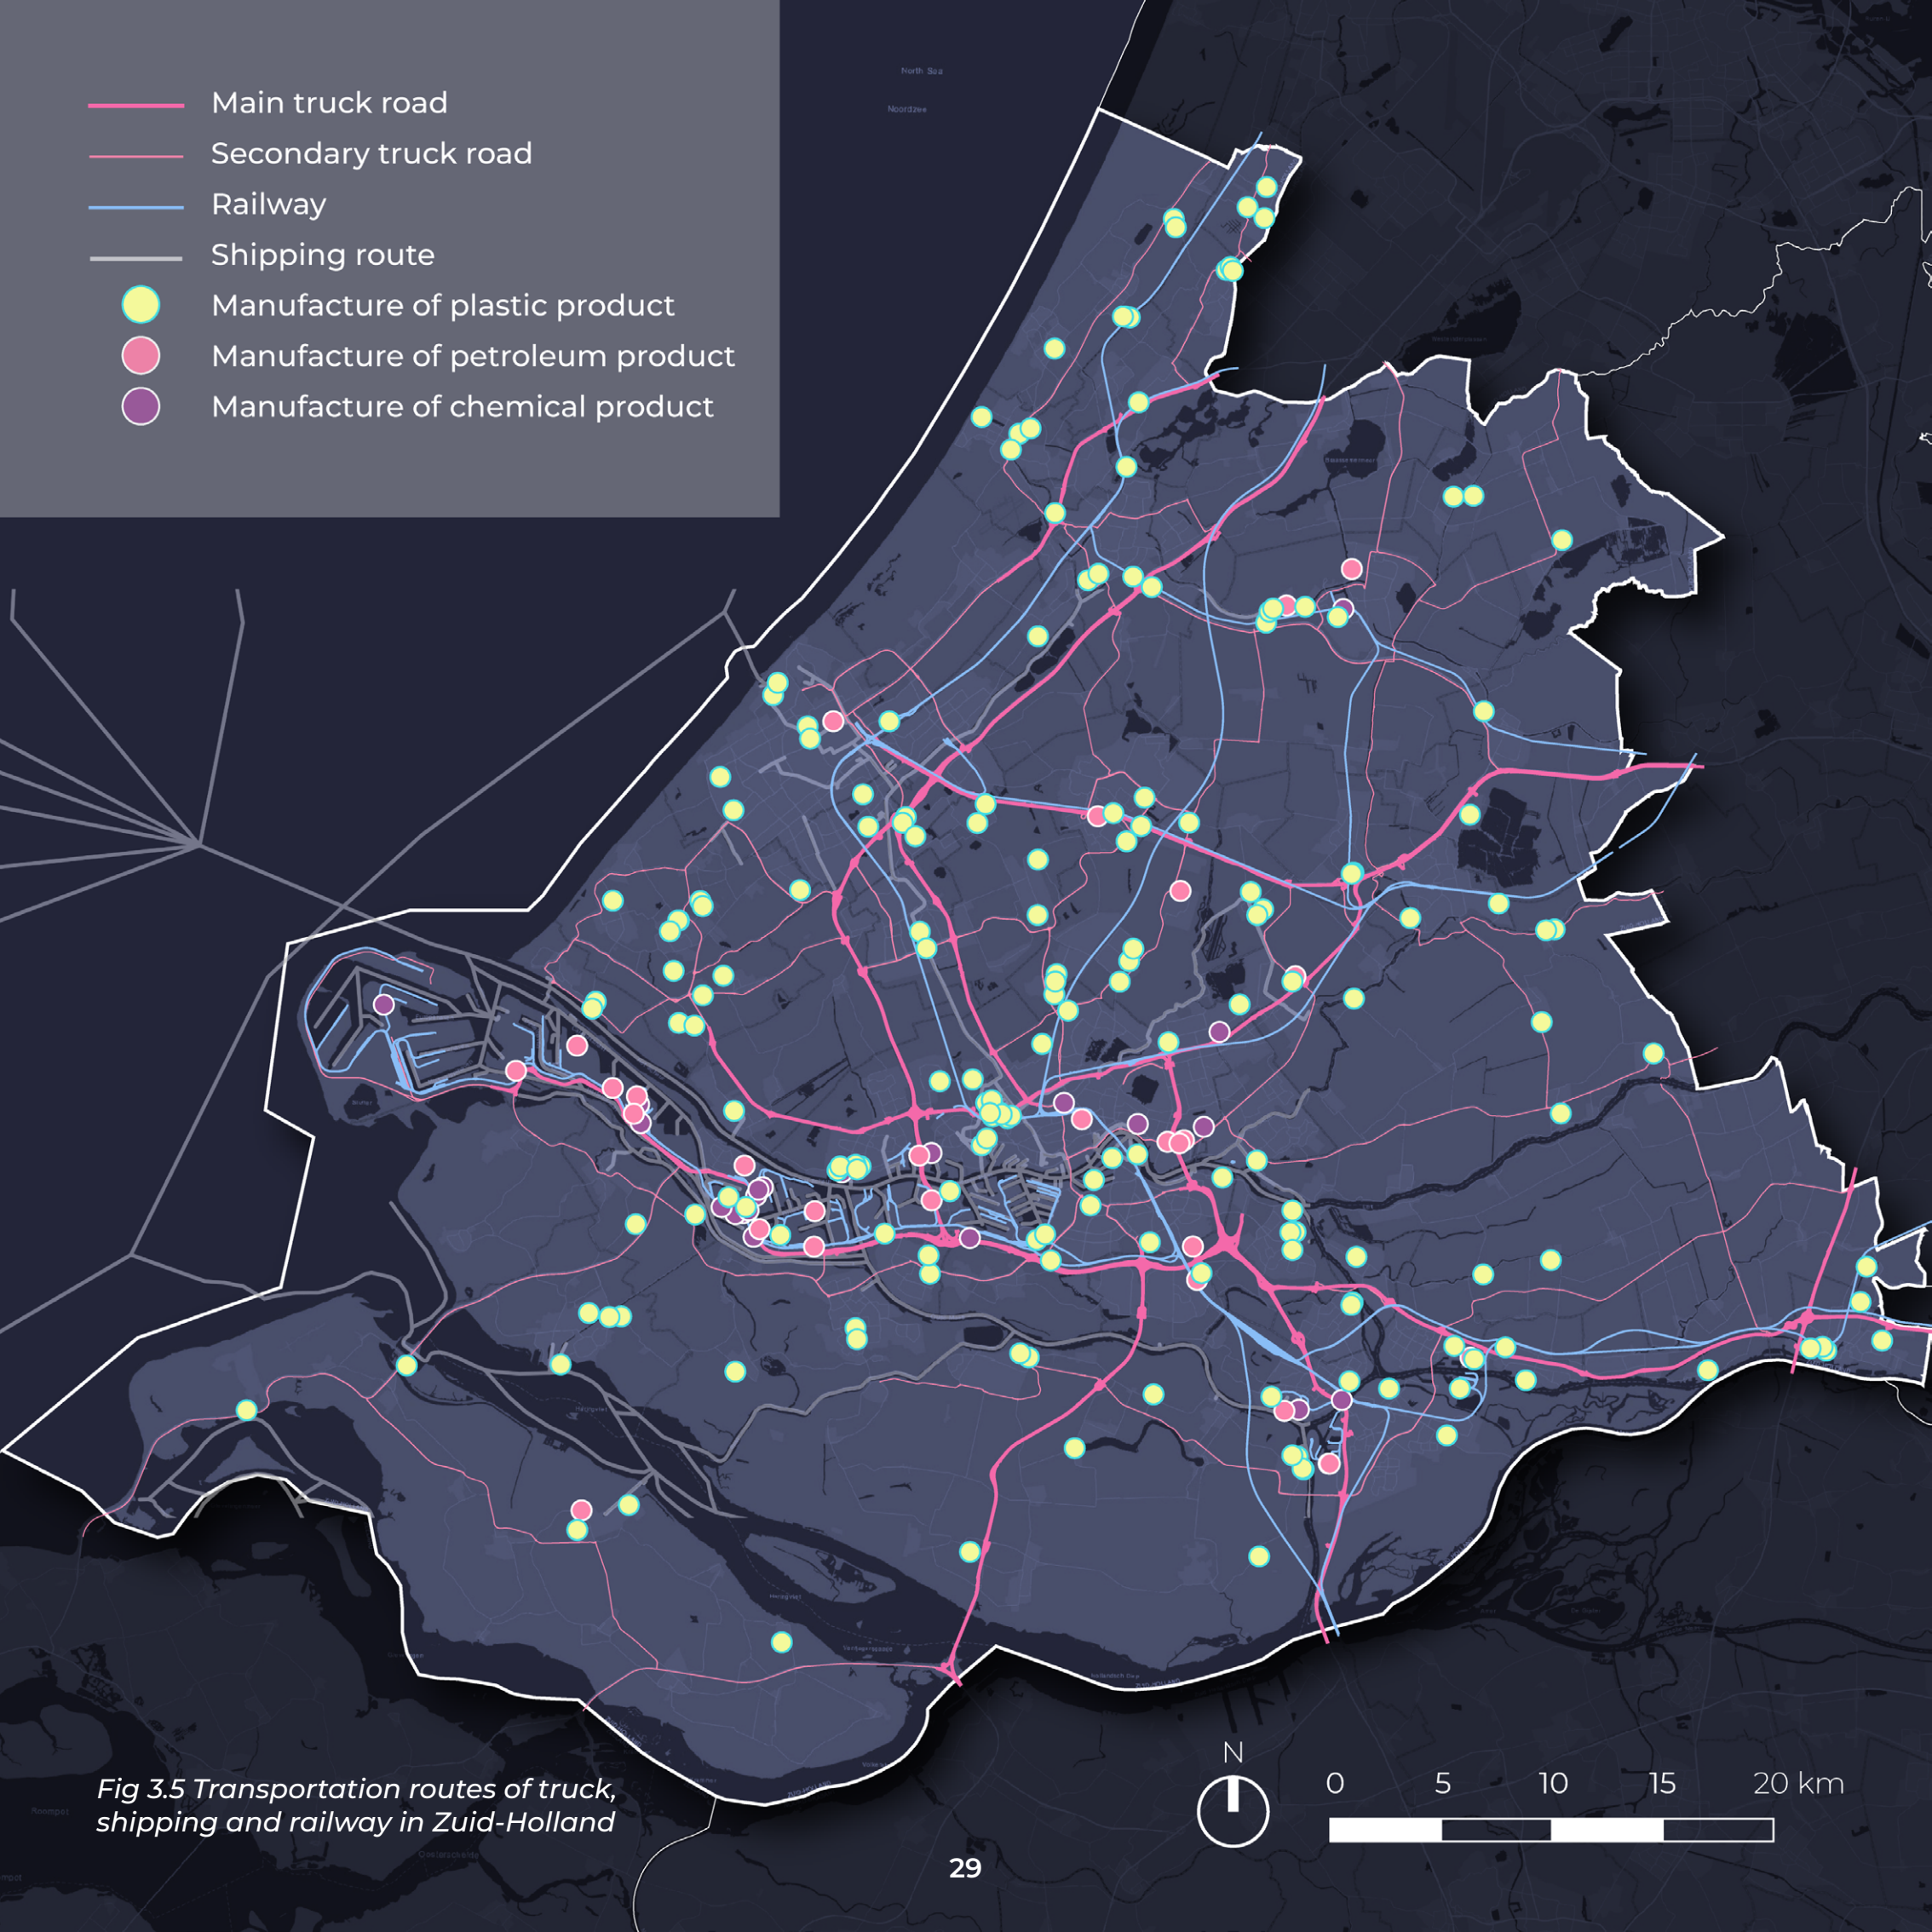 North Sea
Noordzee
Main truck road
Secondary truck road
Railway
Shipping route
Manufacture of plastic product
Manufacture of petroleum product
Manufacture of chemical product
N
0 5 10 15 20 km
Fig 3.5 Transportation routes of truck,
shipping and railway in Zuid-Holland
29